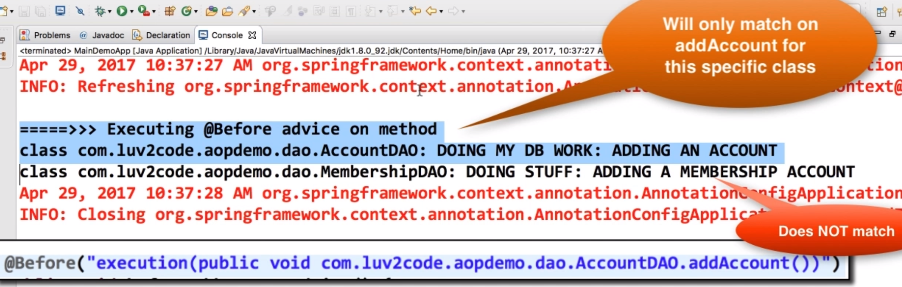 Problems @ Javadoc Declaration Console
<terminated> MainDemoApp [Java Application] /Library/Java/JavaVirtualMachines/jdk1.8.0_92.jdk/Contents/Home/bin/java (Apr 29, 2017, 10:37:27 A
Will only match on
addAccount for
this specific class
Apr 29, 2017 10:37:27 AM org.springframework.context.annotati
INFO: Refreshing org.springframework.context.annotation.A ontext@
=====>>> Executing @Before advice on method
class com.luv2code.aopdemo.dao.AccountDAO: DOING MY DB WORK: ADDING AN ACCOUNT
class com.luv2code.aopdemo.dao.MembershipDAO: DOING STUFF: ADDING A MEMBERSHIP ACCOUNT
Apr 29, 2017 10:37:28 AM org.springframework.context.annotation.AnnotationConfigApplication
INFO: Closing org.springframework.context.annotation.AnnotationConfigApplicat
Does NOT match
@Before("execution(public void com.luv2code.aopdemo.dao.AccountDAO.addAccount())")